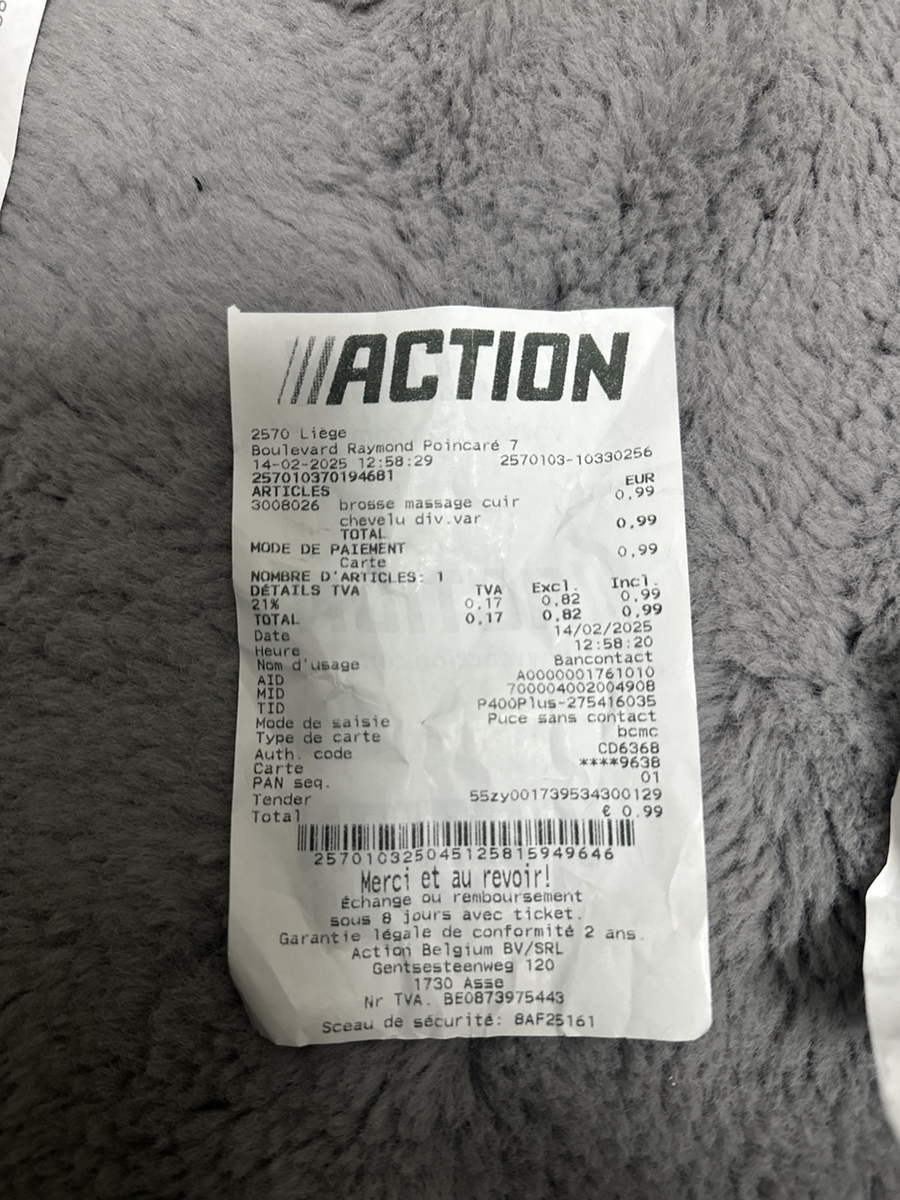 ACTION
2570 Liège
Boulevard Raymond Poincaré 7
14-02-2025 12:58:29 2570103-10330256
257010370194681 EUR
ARTICLES 0,99
3008026 brosse massage cuir
chevelu div.var 0,99
TOTAL
MODE DE PAIEMENT 0,99
Carte
NOMBRE D'ARTICLES: 1
DÉTAILS TVA TVA Excl. Incl.
21% 0,17 0,82 0,99
TOTAL 0,17 0,82 0,99
Date 14/02/2025
Heure 12:58:20
Nom d'usage Bancontact
AID A0000001761010
MID 700004002004908
TID P400Plus-275416035
Mode de saisie Puce sans contact
Type de carte bcmc
Auth. code CD6368
Carte ****9638
PAN seq. 01
Tender 55zy001739534300129
Total € 0.99
257010325045125815949646
Merci et au revoir!
Échange ou remboursement
sous 8 jours avec ticket.
Garantie légale de conformité 2 ans.
Action Belgium BV/SRL
Gentsesteenweg 120
1730 Asse
Nr TVA. BE0873975443
Sceau de sécurité: 8AF25161